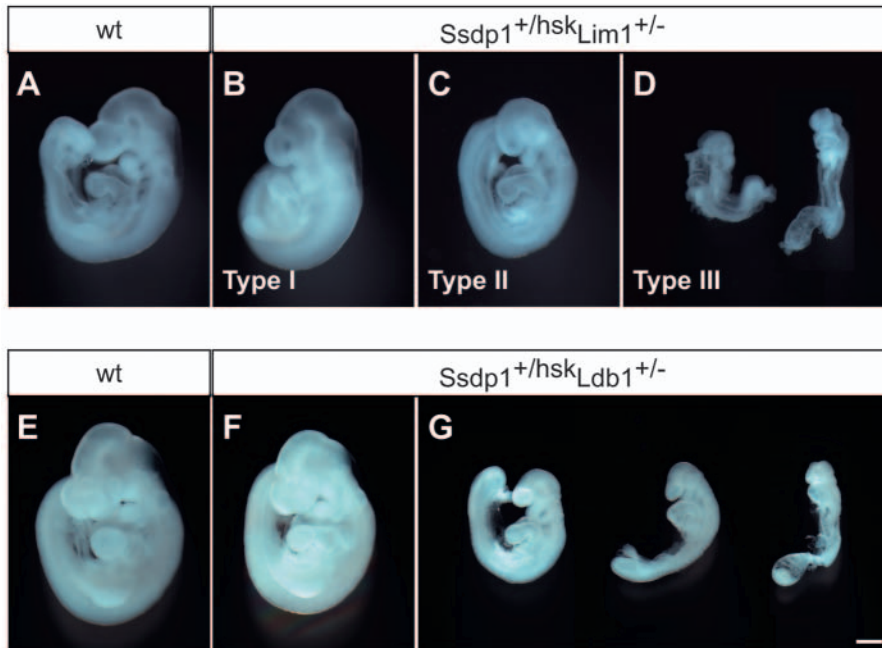 wt
Ssdp1+/hskLim1+/-
A
B
C
D
Type I
Type II
Type III
wt
Ssdp1+/hskLdb1+/-
E
F
G